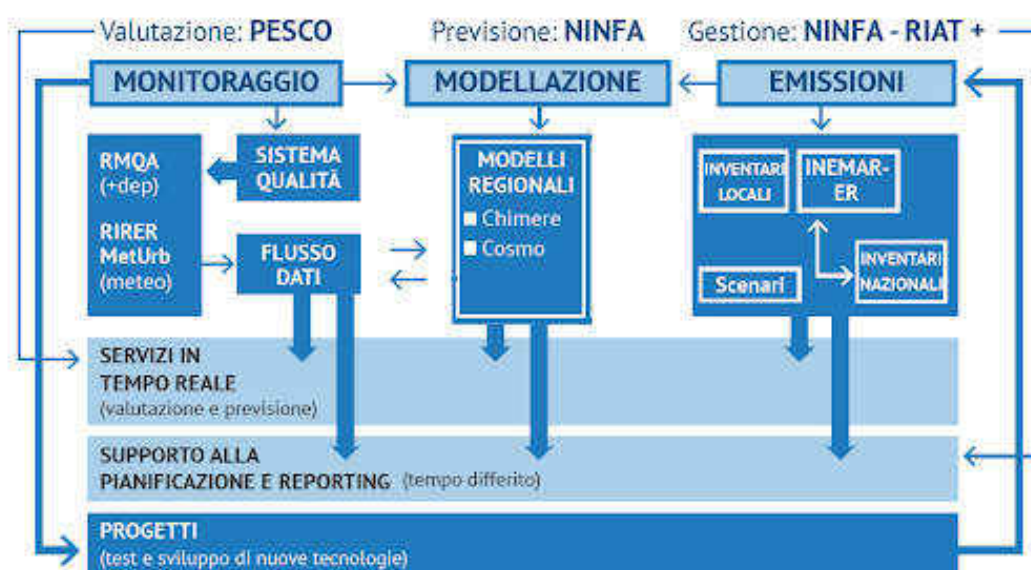 Valutazione: PESCO
Previsione: NINFA
Gestione: NINFA - RIAT +
MONITORAGGIO
MODELLAZIONE
EMISSIONI
RMQA
(+dep)
RIRER
MetUrb
(meteo)
SISTEMA
QUALITÀ
FLUSSO
DATI
MODELLI
REGIONALI
Chimere
Cosmo
INVENTARI
LOCALI
INEMAR-
ER
Scenari
INVENTARI
NAZIONALI
SERVIZI IN
TEMPO REALE
(valutazione e previsione)
SUPPORTO ALLA
PIANIFICAZIONE E REPORTING (tempo differito)
PROGETTI
(test e sviluppo di nuove tecnologie)